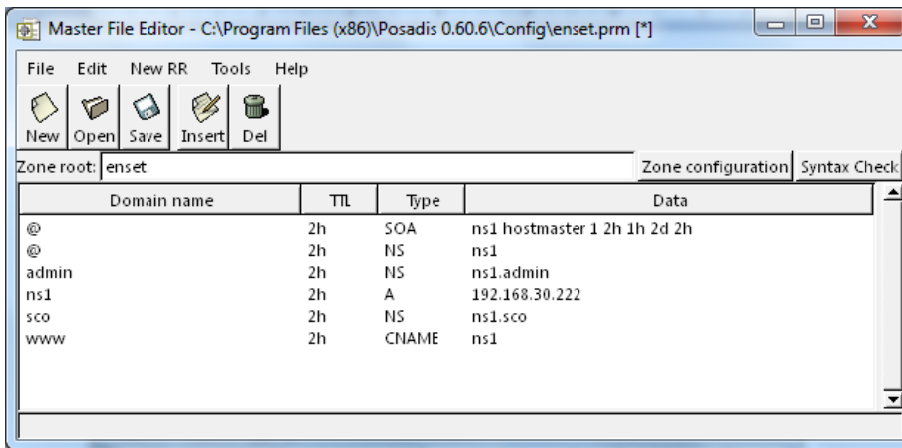 Master File Editor - C:\Program Files (x86)\Posadis 0.60.6\Config\enset.prm [*]
File Edit New RR Tools Help
New Open Save Insert Del
Zone root: enset Zone configuration Syntax Check
Domain name TTL Type Data
@ 2h SOA ns1 hostmaster 1 2h 1h 2d 2h
@ 2h NS ns1
admin 2h NS ns1.admin
ns1 2h A 192.168.30.222
sco 2h NS ns1.sco
www 2h CNAME ns1